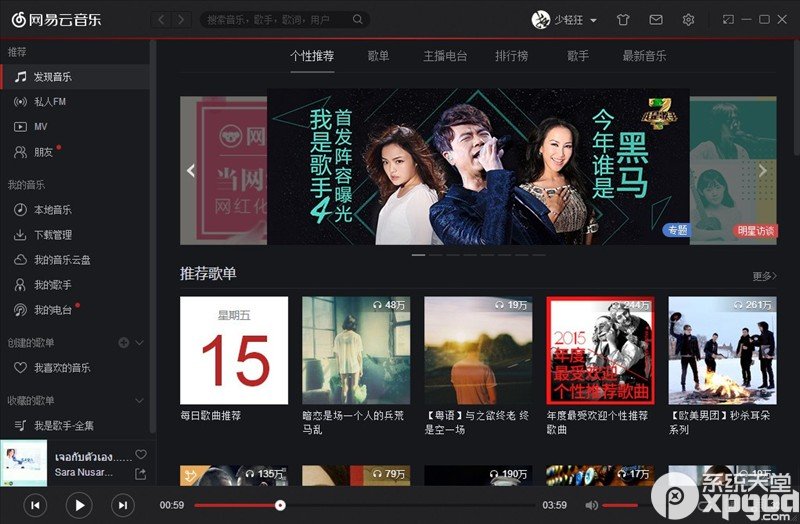 网易云音乐
搜索音乐，歌手，歌词，用户
少轻狂
推荐
发现音乐
私人FM
MV
朋友
我的音乐
本地音乐
下载管理
我的音乐云盘
我的歌手
我的电台
创建的歌单
我喜欢的音乐
收藏的歌单
我是歌手-全集
เจอกับตัวเอง......
Sara Nusar...
个性推荐
歌单
主播电台
排行榜
歌手
最新音乐
网
当网
网红化
首发阵容曝光
我是歌手4
今年谁是
黑马
专题
明星访谈
推荐歌单
更多>
星期五
15
每日歌曲推荐
48万
暗恋是场一个人的兵荒
马乱
19万
【粤语】与之欲终老 终
是空一场
244万
2015
年度
最受欢迎
个性推荐歌曲
年度最受欢迎个性推荐
歌曲
261万
【欧美男团】秒杀耳朵
系列
135万
79万
190万
17万
19万
00:59
03:59
系统天堂
xpgod